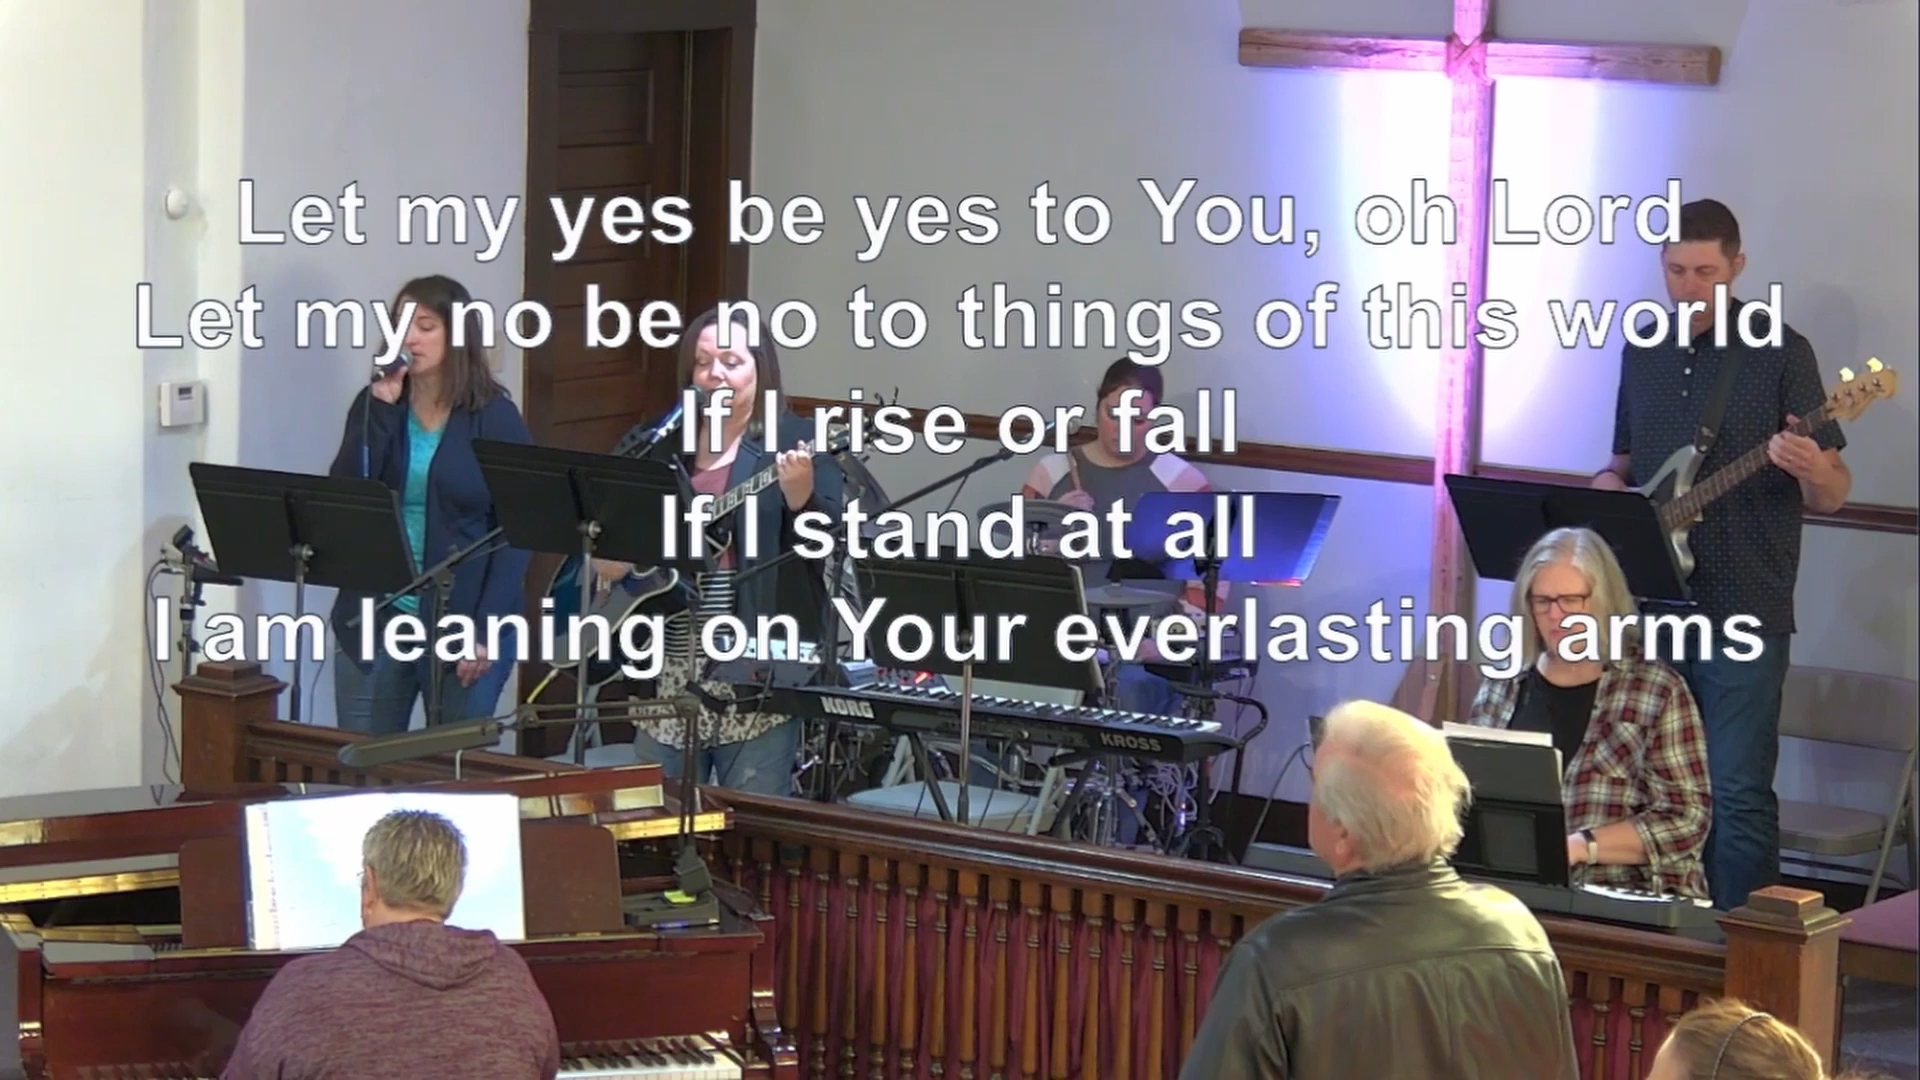 Let my yes be yes to You, oh Lord
Let my no be no to things of this world
If I rise or fall
If I stand at all
I am leaning on Your everlasting arms
KORG
KROSS